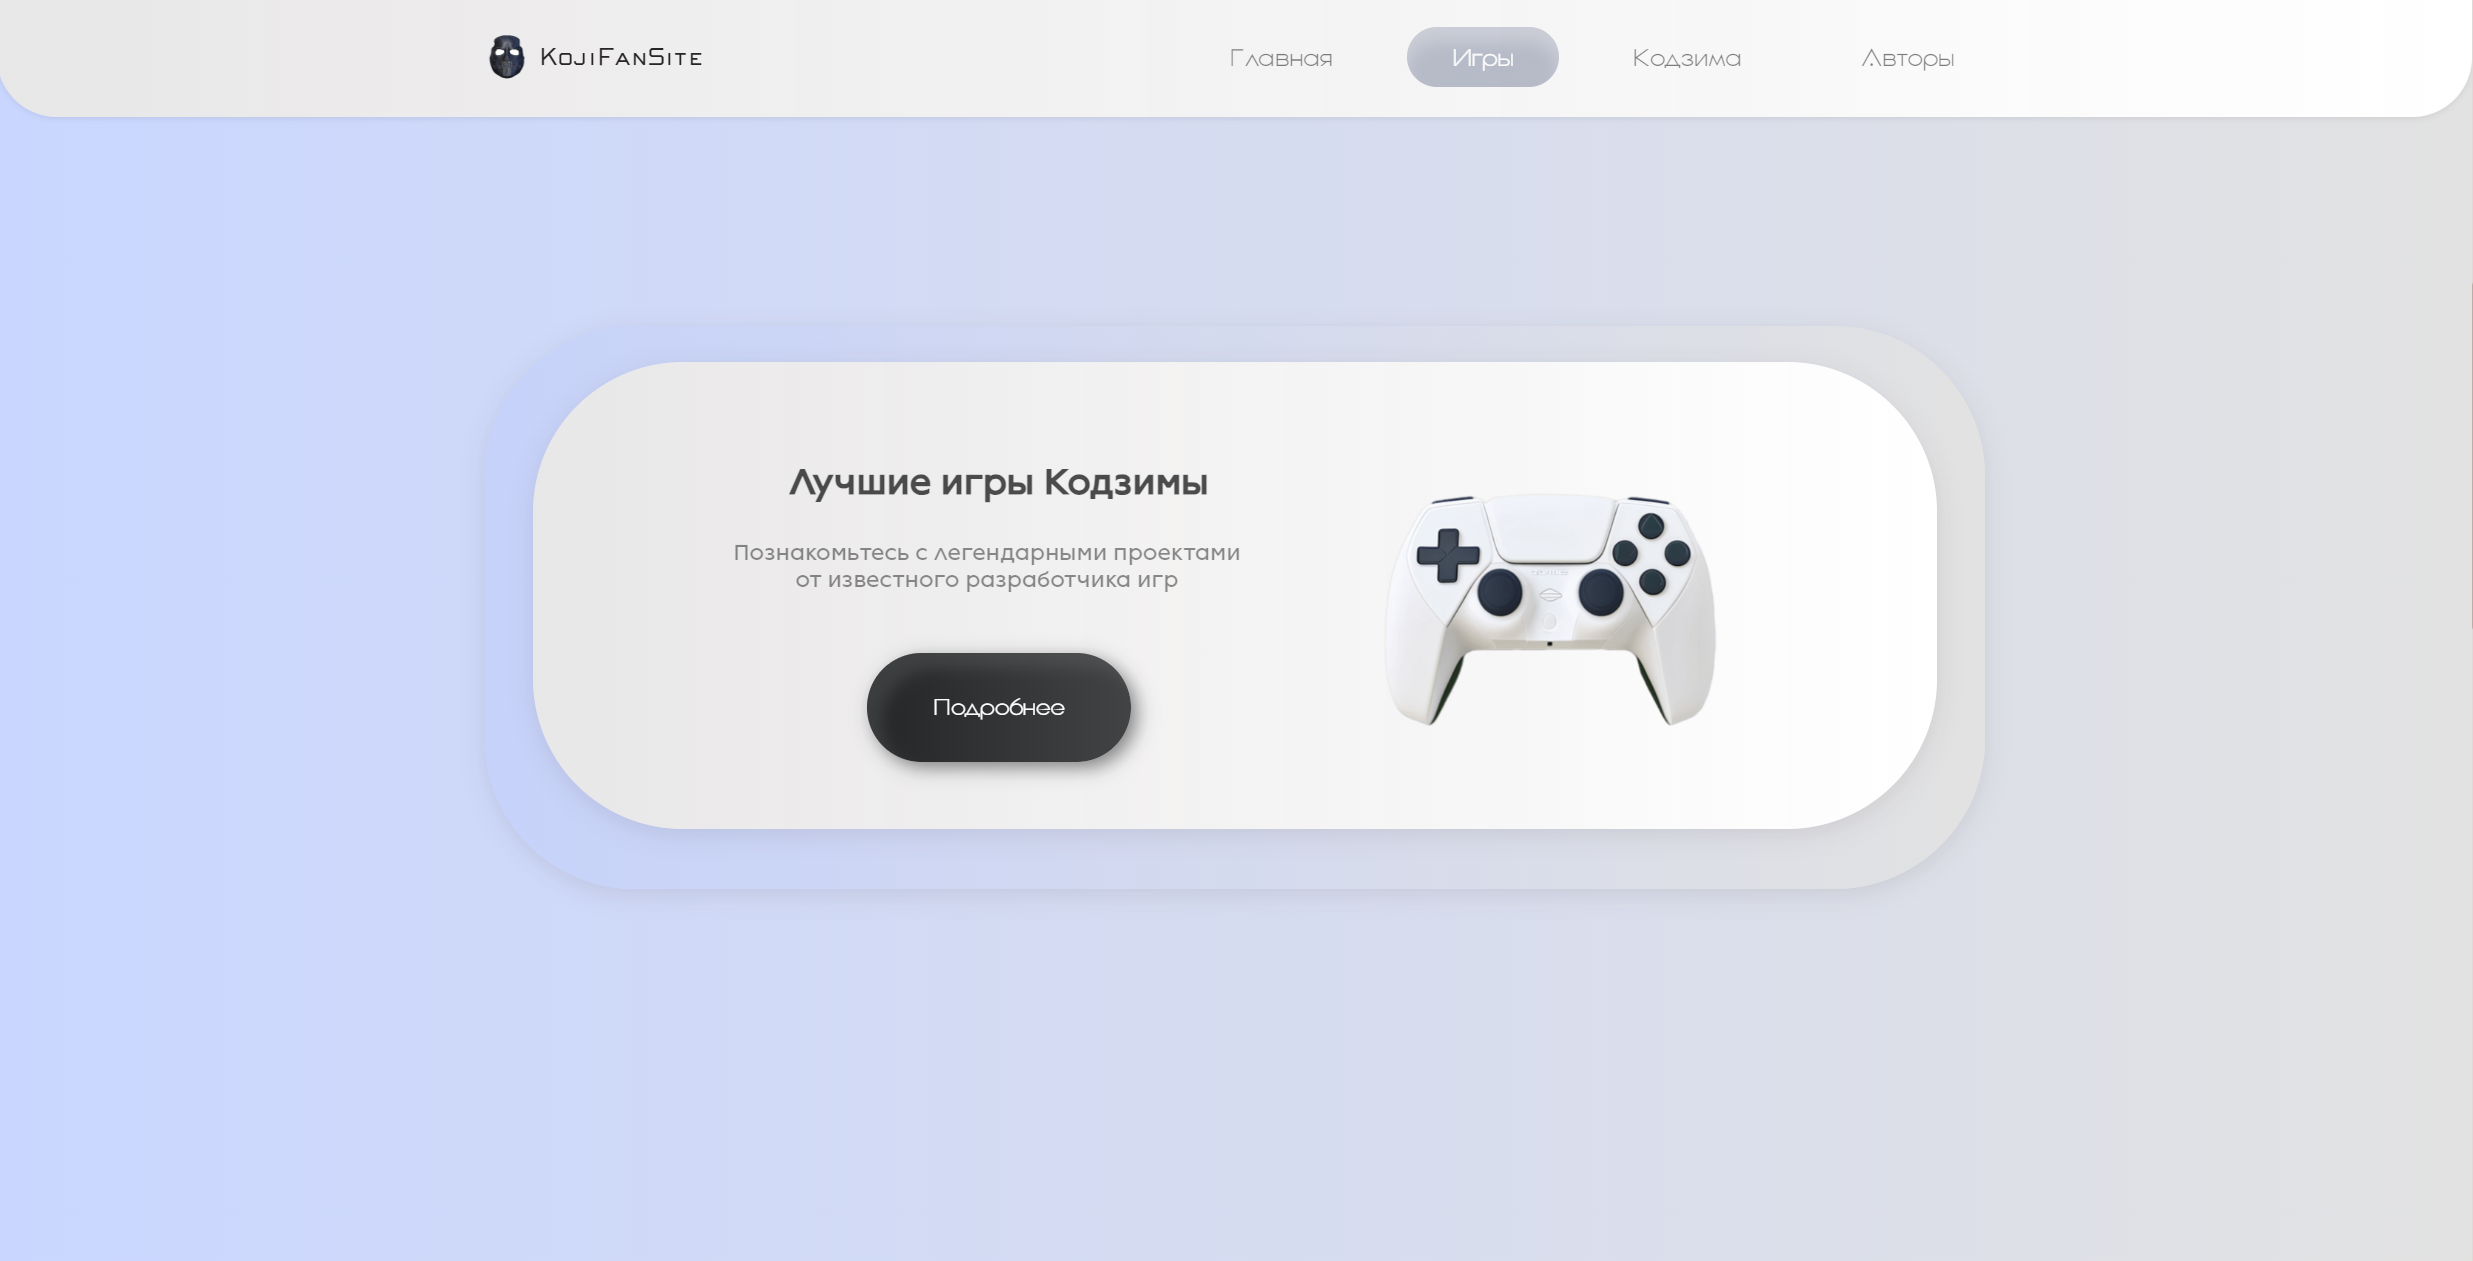 KojiFanSite
Главная
Игры
Кодзима
Авторы
Лучшие игры Кодзимы
Познакомьтесь с легендарными проектами
от известного разработчика игр
Подробнее